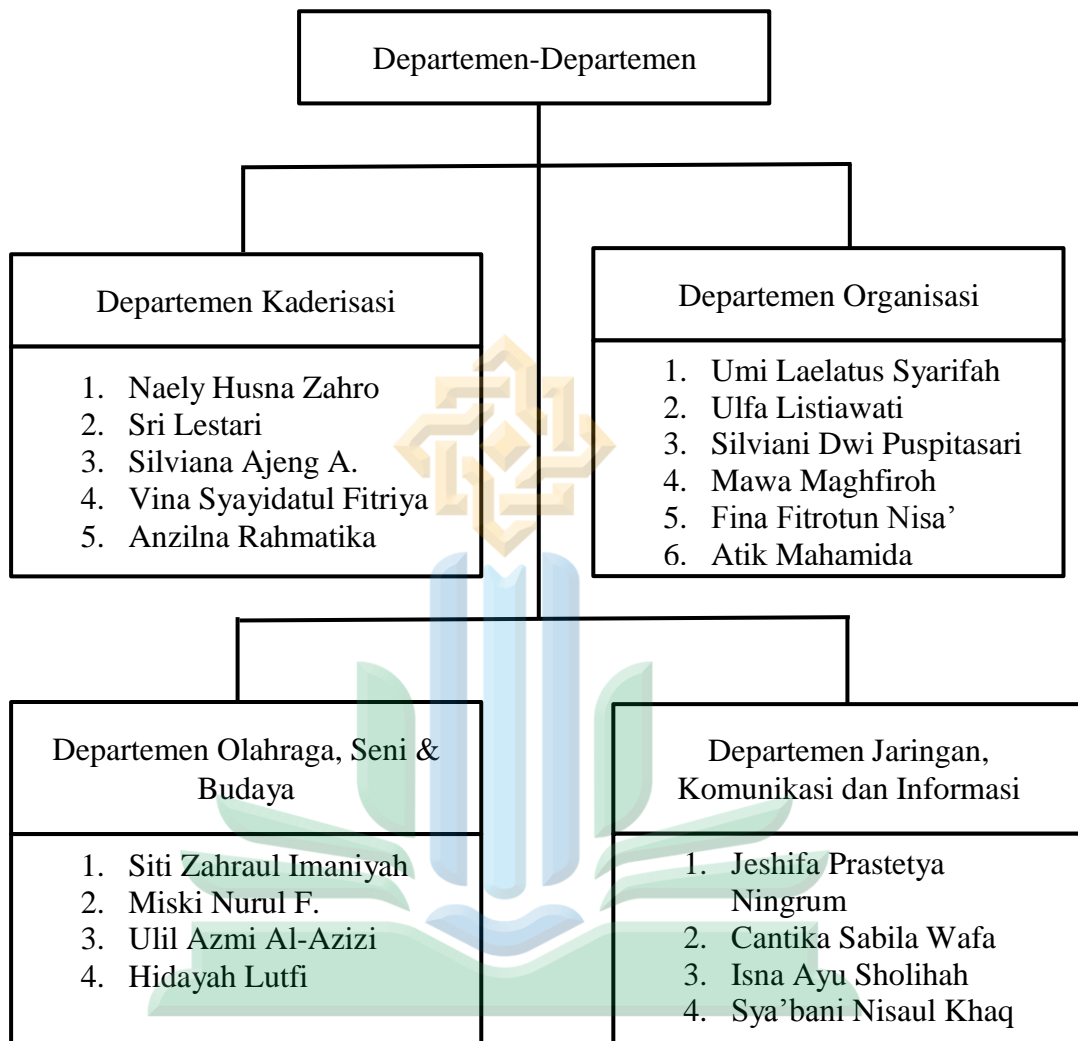 Departemen-Departemen
Departemen Kaderisasi
1. Naely Husna Zahro
2. Sri Lestari
3. Silviana Ajeng A.
4. Vina Syayidatul Fitriya
5. Anzilna Rahmatika
Departemen Organisasi
1. Umi Laelatus Syarifah
2. Ulfa Listiawati
3. Silviani Dwi Puspitasari
4. Mawa Maghfiroh
5. Fina Fitrotun Nisa’
6. Atik Mahamida
Departemen Olahraga, Seni &
Budaya
1. Siti Zahraul Imaniyah
2. Miski Nurul F.
3. Ulil Azmi Al-Azizi
4. Hidayah Lutfi
Departemen Jaringan,
Komunikasi dan Informasi
1. Jeshifa Prastetya
Ningrum
2. Cantika Sabila Wafa
3. Isna Ayu Sholihah
4. Sya’bani Nisaul Khaq